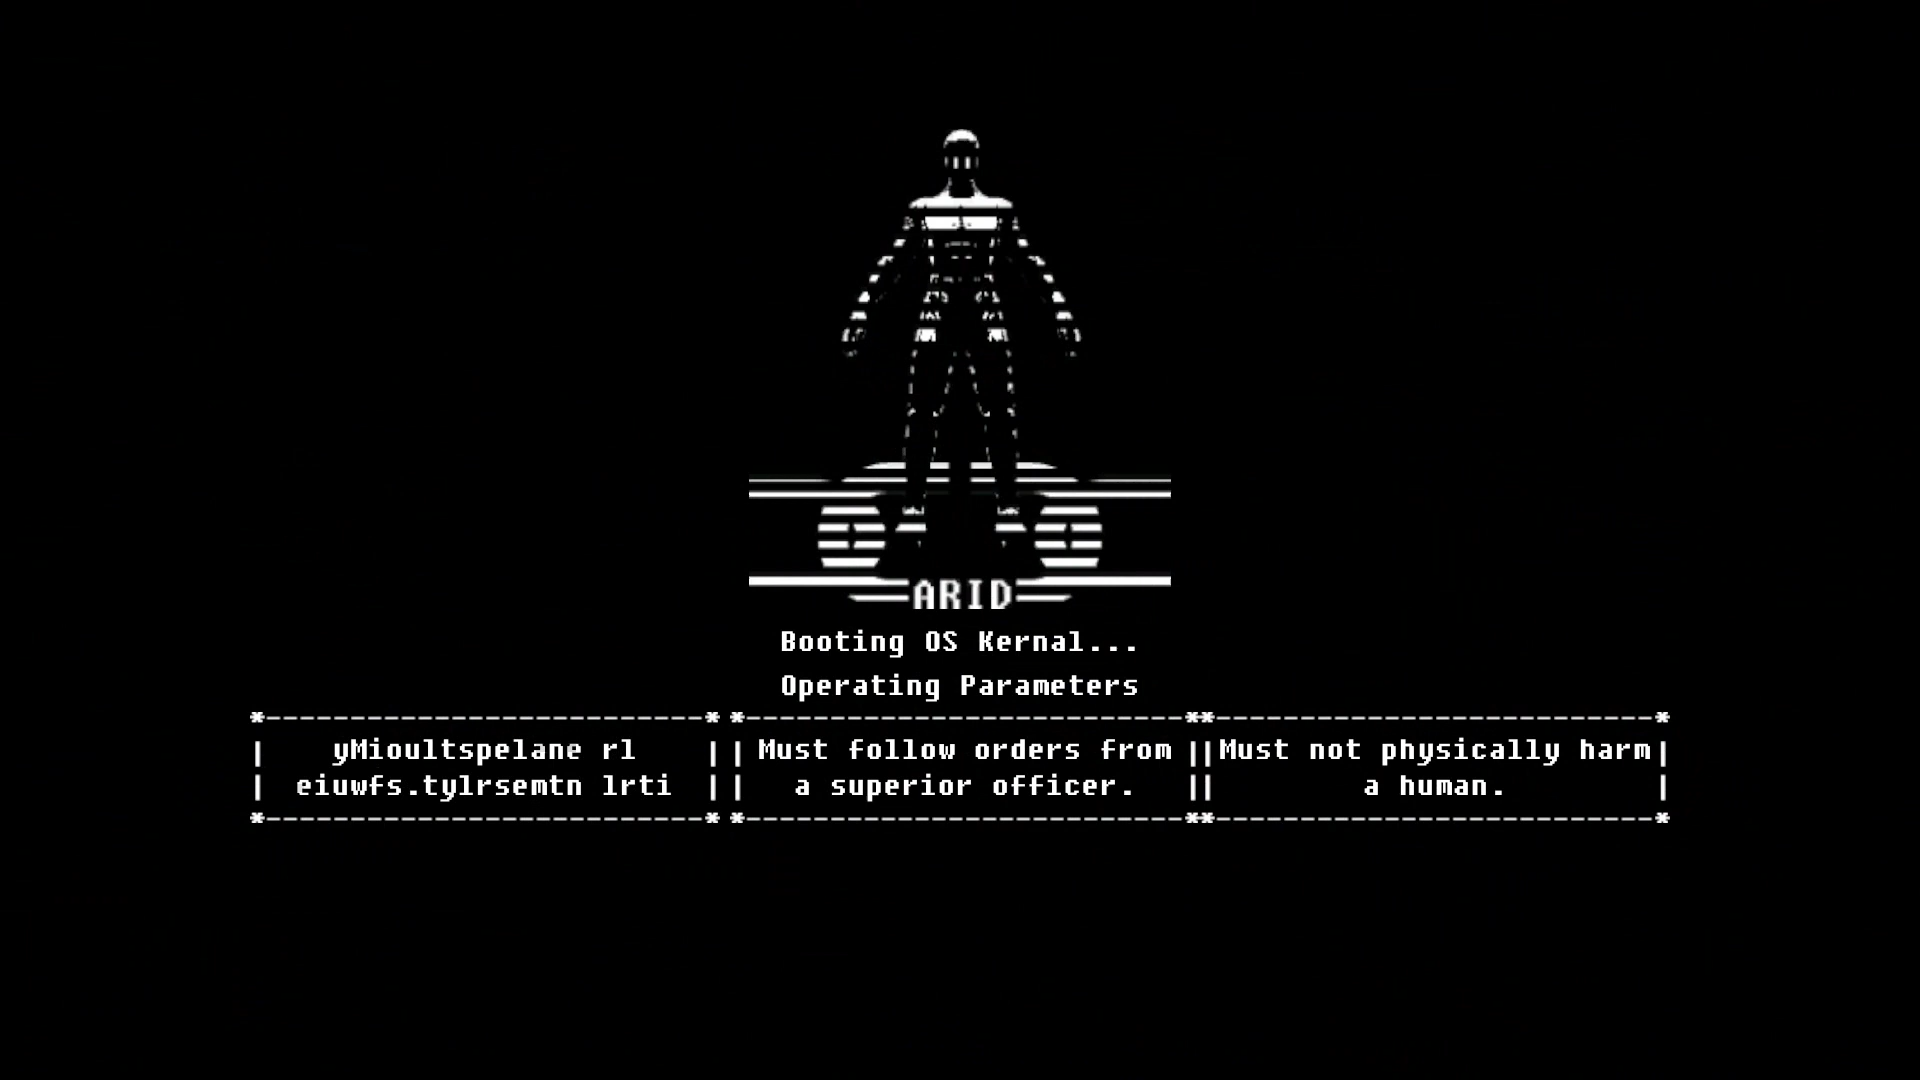 ARID
Booting OS Kernal...
Operating Parameters
yMioultspelane rl
eiuwfs.tylrsemtn lrti
Must follow orders from
a superior officer.
Must not physically harm
a human.